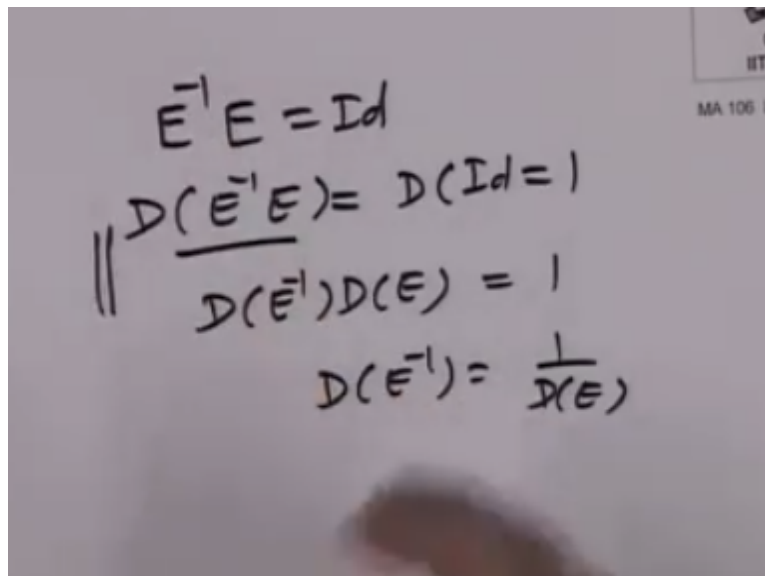 E⁻¹E = Id
D(E⁻¹E) = D(Id = 1
|| D(E⁻¹)D(E) = 1
D(E⁻¹) = 1/D(E)
IIT
MA 106